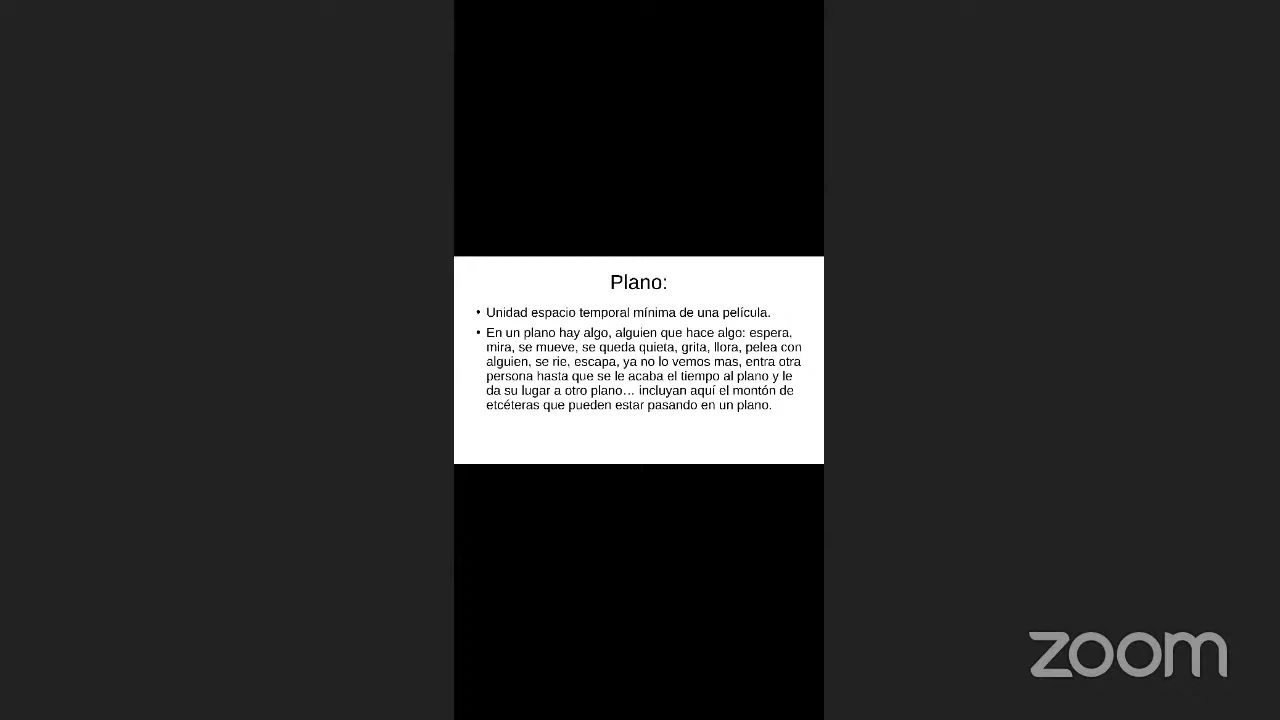 Plano:
• Unidad espacio temporal mínima de una película.
• En un plano hay algo, alguien que hace algo: espera,
mira, se mueve, se queda quieta, grita, llora, pelea con
alguien, se rie, escapa, ya no lo vemos mas, entra otra
persona hasta que se le acaba el tiempo al plano y le
da su lugar a otro plano… incluyan aquí el montón de
etcéteras que pueden estar pasando en un plano.
zoom